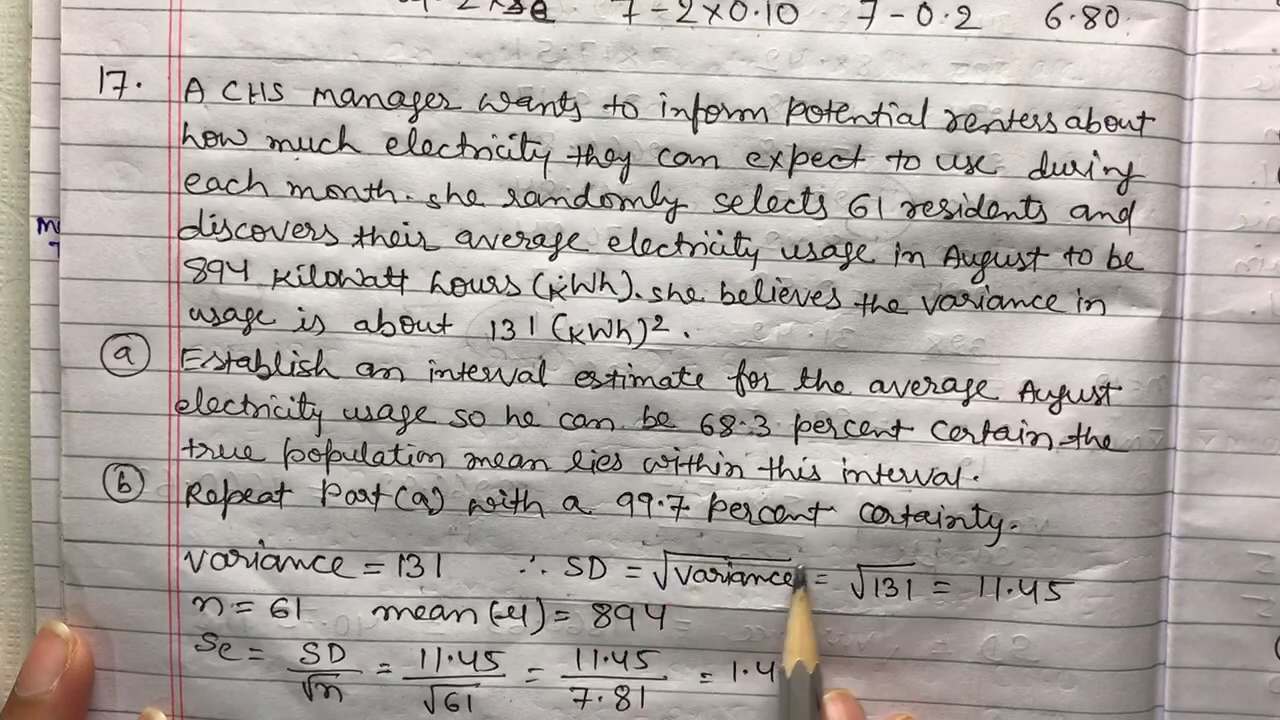 7-2×0.10 7-0.2 6.80
17. A CHS manager wants to inform potential renters about
how much electricity they can expect to use during
each month. she randomly selects 61 residents and
discovers their average electricity usage in August to be
894 kilowatt hours (kWh). she believes the variance in
usage is about 131 (kWh)².
(a) Establish an interval estimate for the average August
electricity usage so he can be 68.3 percent certain the
true population mean lies within this interval.
(b) Repeat Part (a) with a 99.7 percent certainty.
variance = 131 ∴ SD = √variance = √131 = 11.45
n = 61 mean = 894
Se = SD/√n = 11.45/√61 = 11.45/7.81 = 1.4